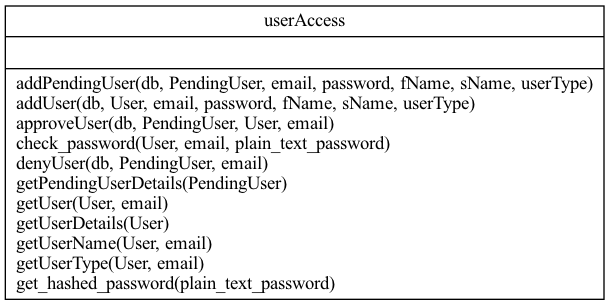 userAccess
addPendingUser(db, PendingUser, email, password, fName, sName, userType)
addUser(db, User, email, password, fName, sName, userType)
approveUser(db, PendingUser, User, email)
check_password(User, email, plain_text_password)
denyUser(db, PendingUser, email)
getPendingUserDetails(PendingUser)
getUser(User, email)
getUserDetails(User)
getUserName(User, email)
getUserType(User, email)
get_hashed_password(plain_text_password)